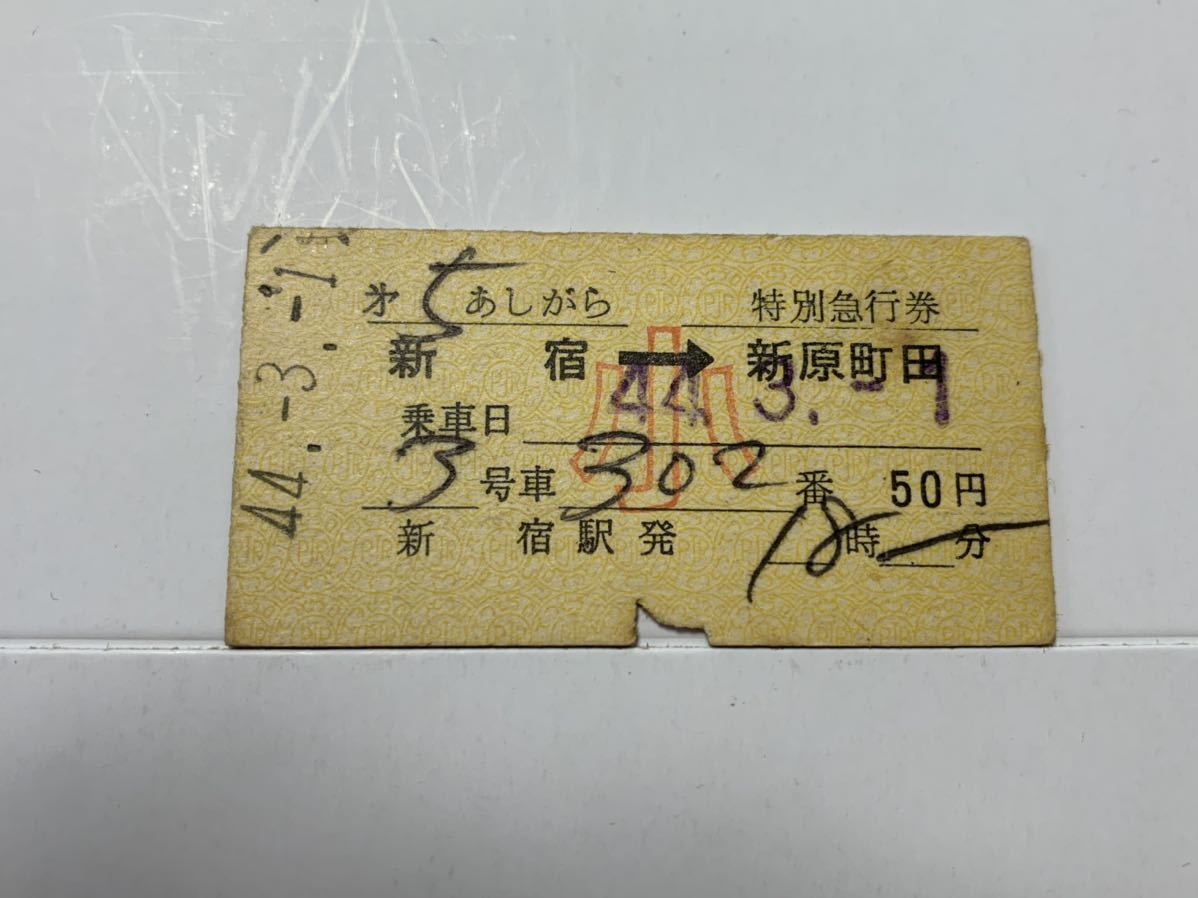 才5あしがら 特別急行券
新宿→新原町田
小
乗車日 44.3.-1
3号車302番 50円
新宿駅発 18時—分
44.-3.-1